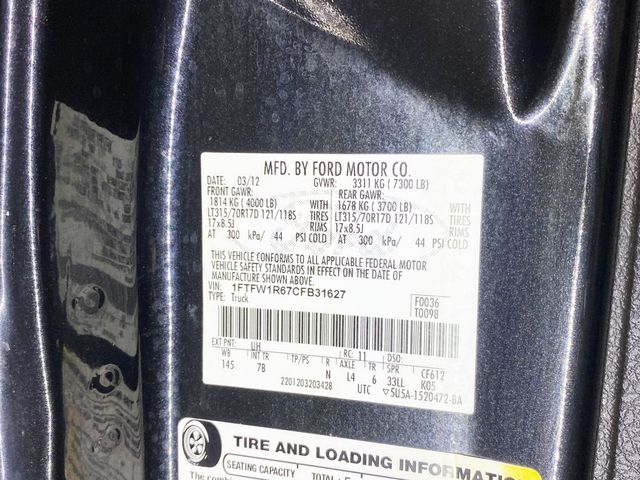 MFD. BY FORD MOTOR CO.
DATE: 03/12 GVWR: 3311 KG ( 7300 LB)
FRONT GAWR: REAR GAWR:
1814 KG ( 4000 LB) WITH 1678 KG ( 3700 LB) WITH
LT315/70R17D 121/118S TIRES LT315/70R17D 121/118S TIRES
17x8.5J RIMS 17x8.5J RIMS
AT 300 kPa/ 44 PSI COLD AT 300 kPa/ 44 PSI COLD
THIS VEHICLE CONFORMS TO ALL APPLICABLE FEDERAL MOTOR
VEHICLE SAFETY STANDARDS IN EFFECT ON THE DATE OF
MANUFACTURE SHOWN ABOVE.
VIN: 1FTFW1R67CFB31627
TYPE: Truck F0036
T0098
EXT PNT: UH RC: 11 DSO:
WB INT TR TP/PS R AXLE TR SPR CF612
145 7B N L4 6 33LL K05
2201203203428 UTC ▽5U5A-1520472-BA
TIRE AND LOADING INFORMATION
SEATING CAPACITY TOTAL: